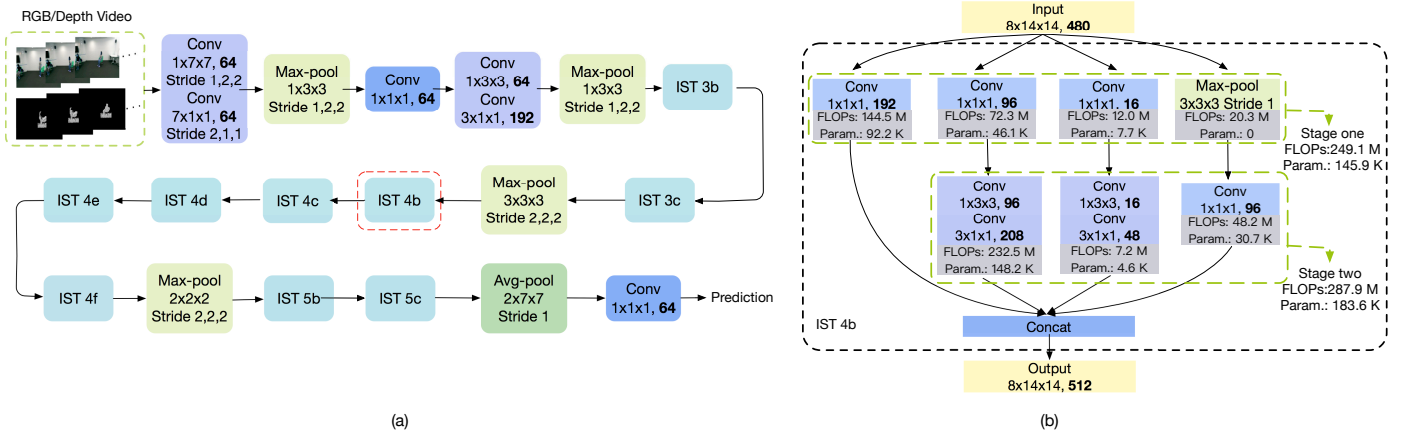 RGB/Depth Video
Conv
1x7x7, 64
Stride 1,2,2
Conv
7x1x1, 64
Stride 2,1,1
Max-pool
1x3x3
Stride 1,2,2
Conv
1x1x1, 64
Conv
1x3x3, 64
Conv
3x1x1, 192
Max-pool
1x3x3
Stride 1,2,2
IST 3b
IST 4e
IST 4d
IST 4c
IST 4b
Max-pool
3x3x3
Stride 2,2,2
IST 3c
IST 4f
Max-pool
2x2x2
Stride 2,2,2
IST 5b
IST 5c
Avg-pool
2x7x7
Stride 1
Conv
1x1x1, 64
Prediction
(a)
Input
8x14x14, 480
Conv
1x1x1, 192
FLOPs: 144.5 M
Param.: 92.2 K
Conv
1x1x1, 96
FLOPs: 72.3 M
Param.: 46.1 K
Conv
1x1x1, 16
FLOPs: 12.0 M
Param.: 7.7 K
Max-pool
3x3x3 Stride 1
FLOPs: 20.3 M
Param.: 0
Stage one
FLOPs:249.1 M
Param.: 145.9 K
Conv
1x3x3, 96
Conv
3x1x1, 208
FLOPs: 232.5 M
Param.: 148.2 K
Conv
1x3x3, 16
Conv
3x1x1, 48
FLOPs: 7.2 M
Param.: 4.6 K
Conv
1x1x1, 96
FLOPs: 48.2 M
Param.: 30.7 K
Stage two
FLOPs:287.9 M
Param.: 183.6 K
IST 4b
Concat
Output
8x14x14, 512
(b)